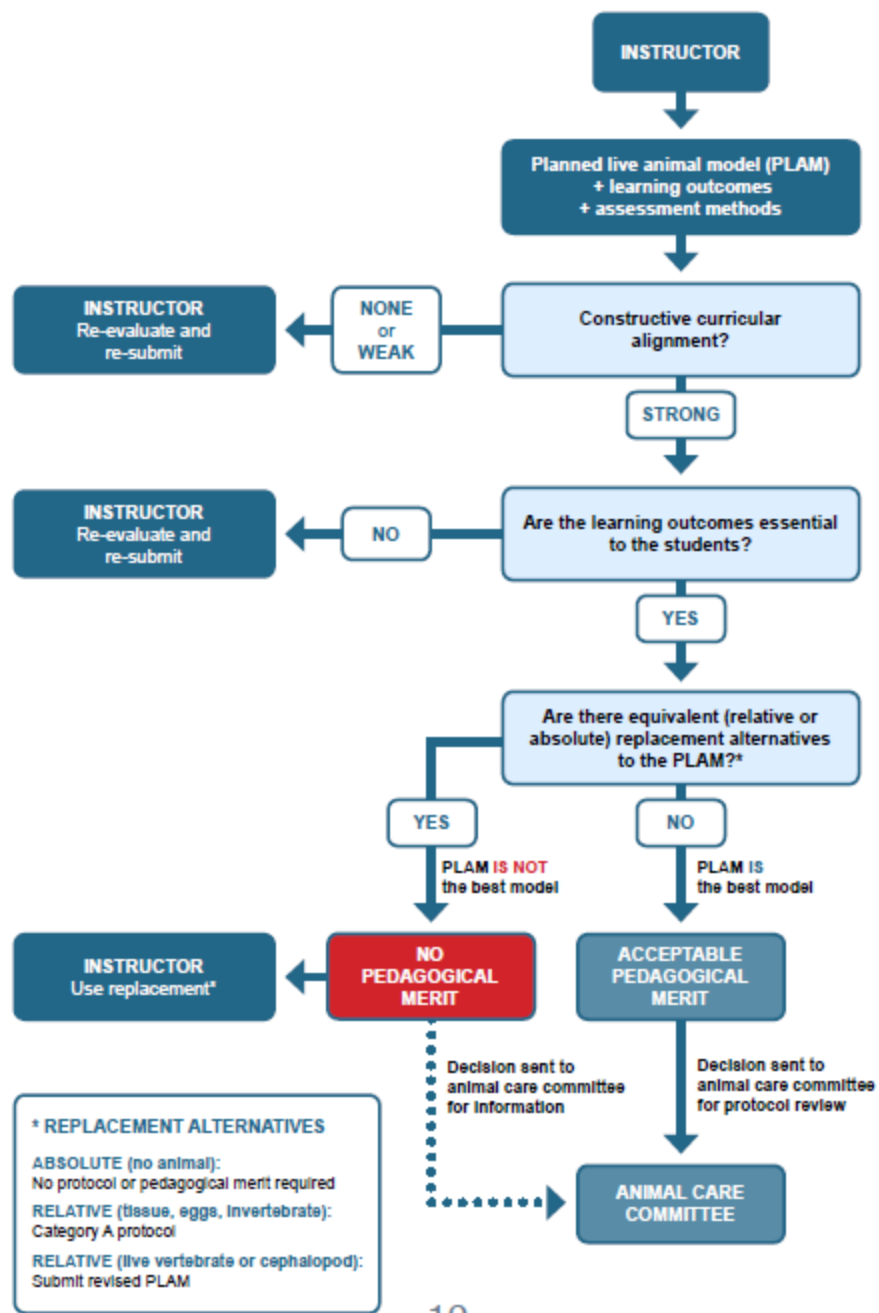 INSTRUCTOR
Planned live animal model (PLAM)
+ learning outcomes
+ assessment methods
INSTRUCTOR
Re-evaluate and
re-submit
NONE
or
WEAK
Constructive curricular
alignment?
STRONG
INSTRUCTOR
Re-evaluate and
re-submit
NO
Are the learning outcomes essential
to the students?
YES
Are there equivalent (relative or
absolute) replacement alternatives
to the PLAM?*
YES
NO
PLAM IS NOT
the best model
PLAM IS
the best model
INSTRUCTOR
Use replacement*
NO
PEDAGOGICAL
MERIT
ACCEPTABLE
PEDAGOGICAL
MERIT
Decision sent to
animal care committee
for information
Decision sent to
animal care committee
for protocol review
* REPLACEMENT ALTERNATIVES
ABSOLUTE (no animal):
No protocol or pedagogical merit required
RELATIVE (tissue, eggs, invertebrate):
Category A protocol
RELATIVE (live vertebrate or cephalopod):
Submit revised PLAM
ANIMAL CARE
COMMITTEE